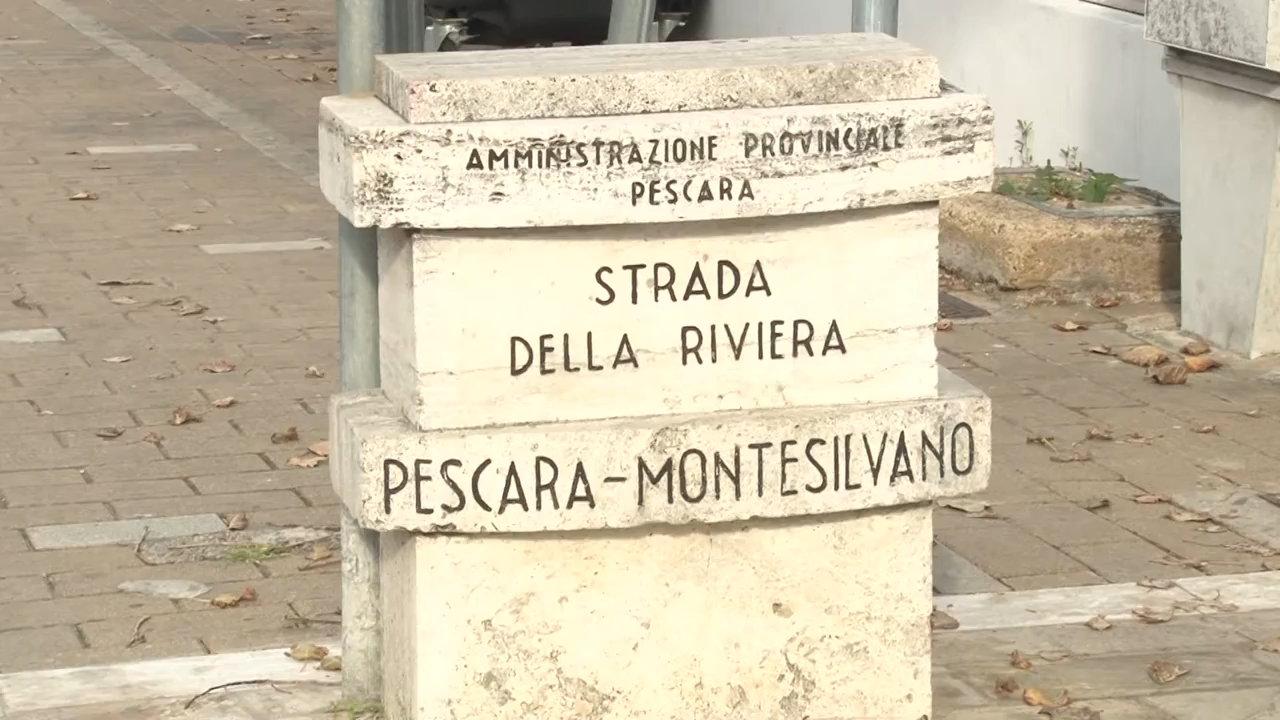 AMMINISTRAZIONE PROVINCIALE
PESCARA
STRADA
DELLA RIVIERA
PESCARA-MONTESILVANO